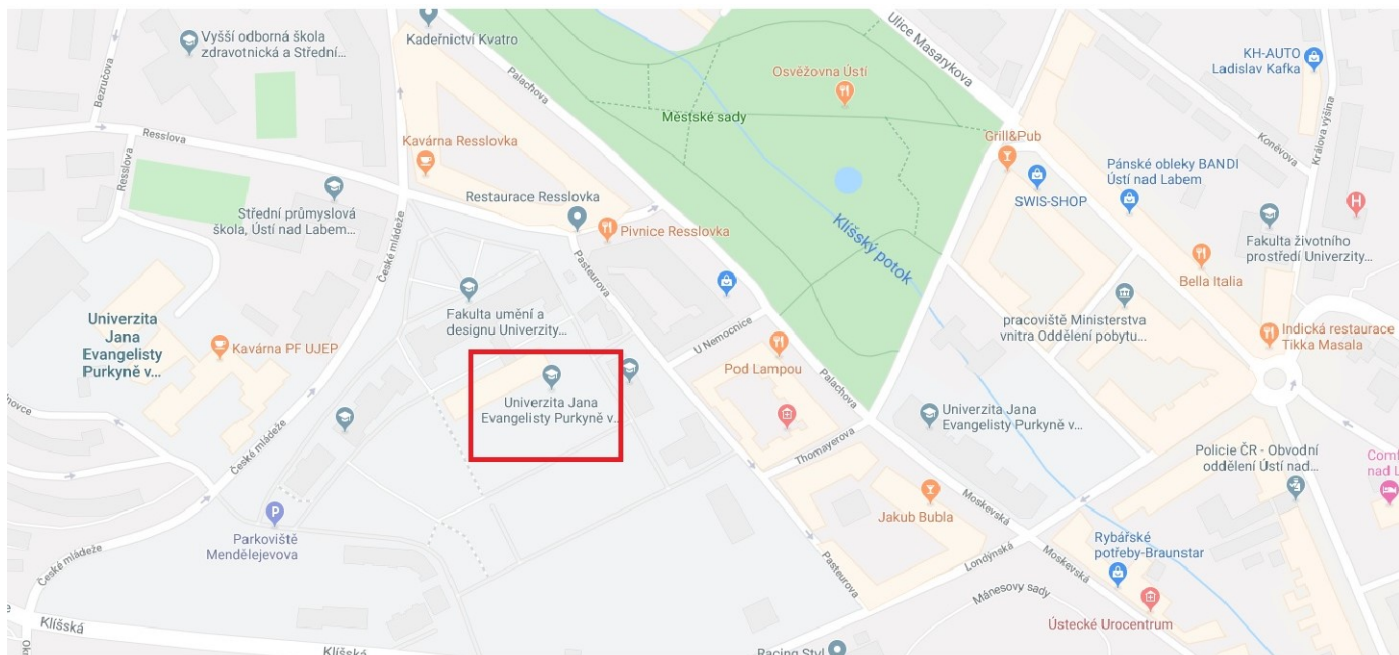 Vyšší odborná škola
zdravotnická a Střední...
Kadeřnictví Kvatro
Ulice Masarykova
KH-AUTO
Ladislav Kafka
Bezručova
Palachova
Osvěžovna Ústí
Králova výšina
Resslova
Městské sady
Koněvova
Kavárna Resslovka
Grill&Pub
Resslova
Restaurace Resslovka
SWIS-SHOP
Pánské obleky BANDI
Ústí nad Labem
Střední průmyslová
škola, Ústí nad Labem...
Pivnice Resslovka
Klíšský potok
Fakulta životního
prostředí Univerzity...
České mládeže
Pasteurova
Bella Italia
Univerzita
Jana
Evangelisty
Purkyně v...
Fakulta umění a
designu Univerzity...
U Nemocnice
pracoviště Ministerstva
vnitra Oddělení pobytu...
Indická restaurace
Tikka Masala
Kavárna PF UJEP
Pod Lampou
Palachova
Univerzita Jana
Evangelisty Purkyně v...
Univerzita Jana
Evangelisty Purkyně v...
České mládeže
Thomayerova
Policie ČR - Obvodní
oddělení Ústí nad...
Moskevská
Jakub Bubla
P
Parkoviště
Mendělejevova
České mládeže
Pasteurova
Londýnská
Moskevská
Rybářské
potřeby-Braunstar
Mánesovy sady
Ústecké Urocentrum
Klíšská
Klíšská
Racing Styl
H